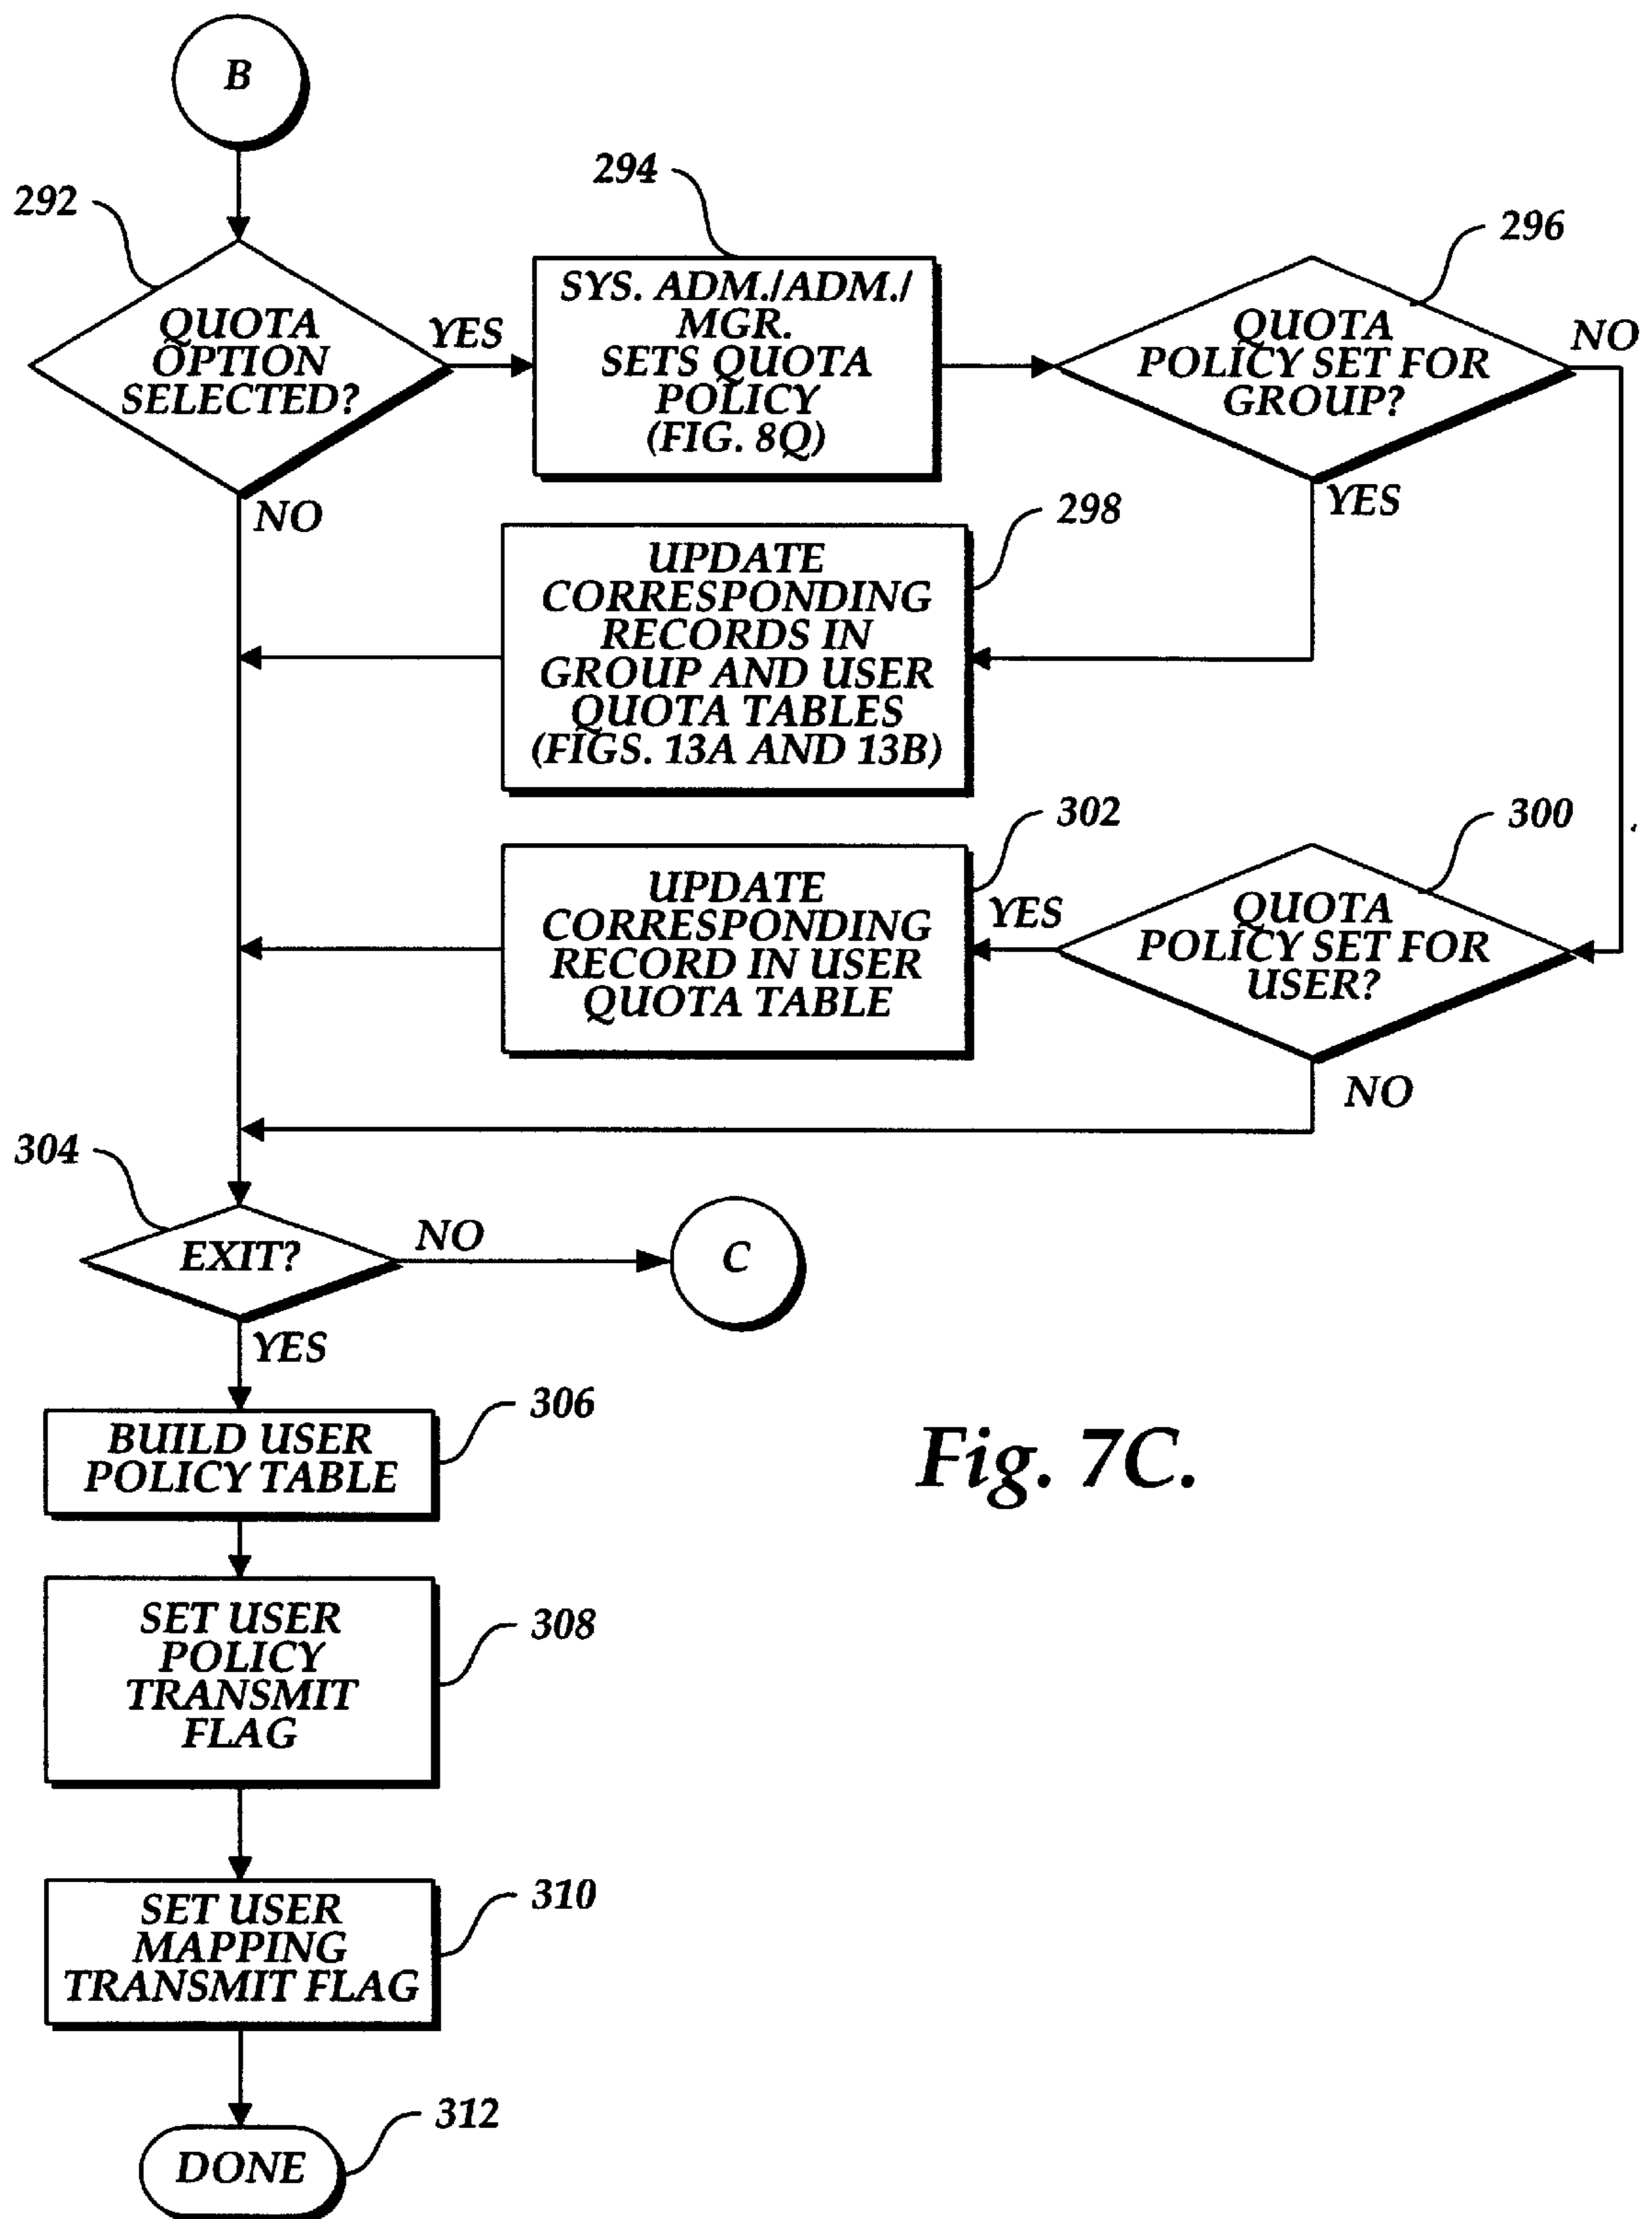 B
292
QUOTA
OPTION
SELECTED?
YES
NO
294
SYS. ADM./ADM./
MGR.
SETS QUOTA
POLICY
(FIG. 8Q)
296
QUOTA
POLICY SET FOR
GROUP?
NO
YES
298
UPDATE
CORRESPONDING
RECORDS IN
GROUP AND USER
QUOTA TABLES
(FIGS. 13A AND 13B)
300
QUOTA
POLICY SET FOR
USER?
YES
NO
302
UPDATE
CORRESPONDING
RECORD IN USER
QUOTA TABLE
304
EXIT?
NO
C
YES
306
BUILD USER
POLICY TABLE
Fig. 7C.
308
SET USER
POLICY
TRANSMIT
FLAG
310
SET USER
MAPPING
TRANSMIT FLAG
312
DONE